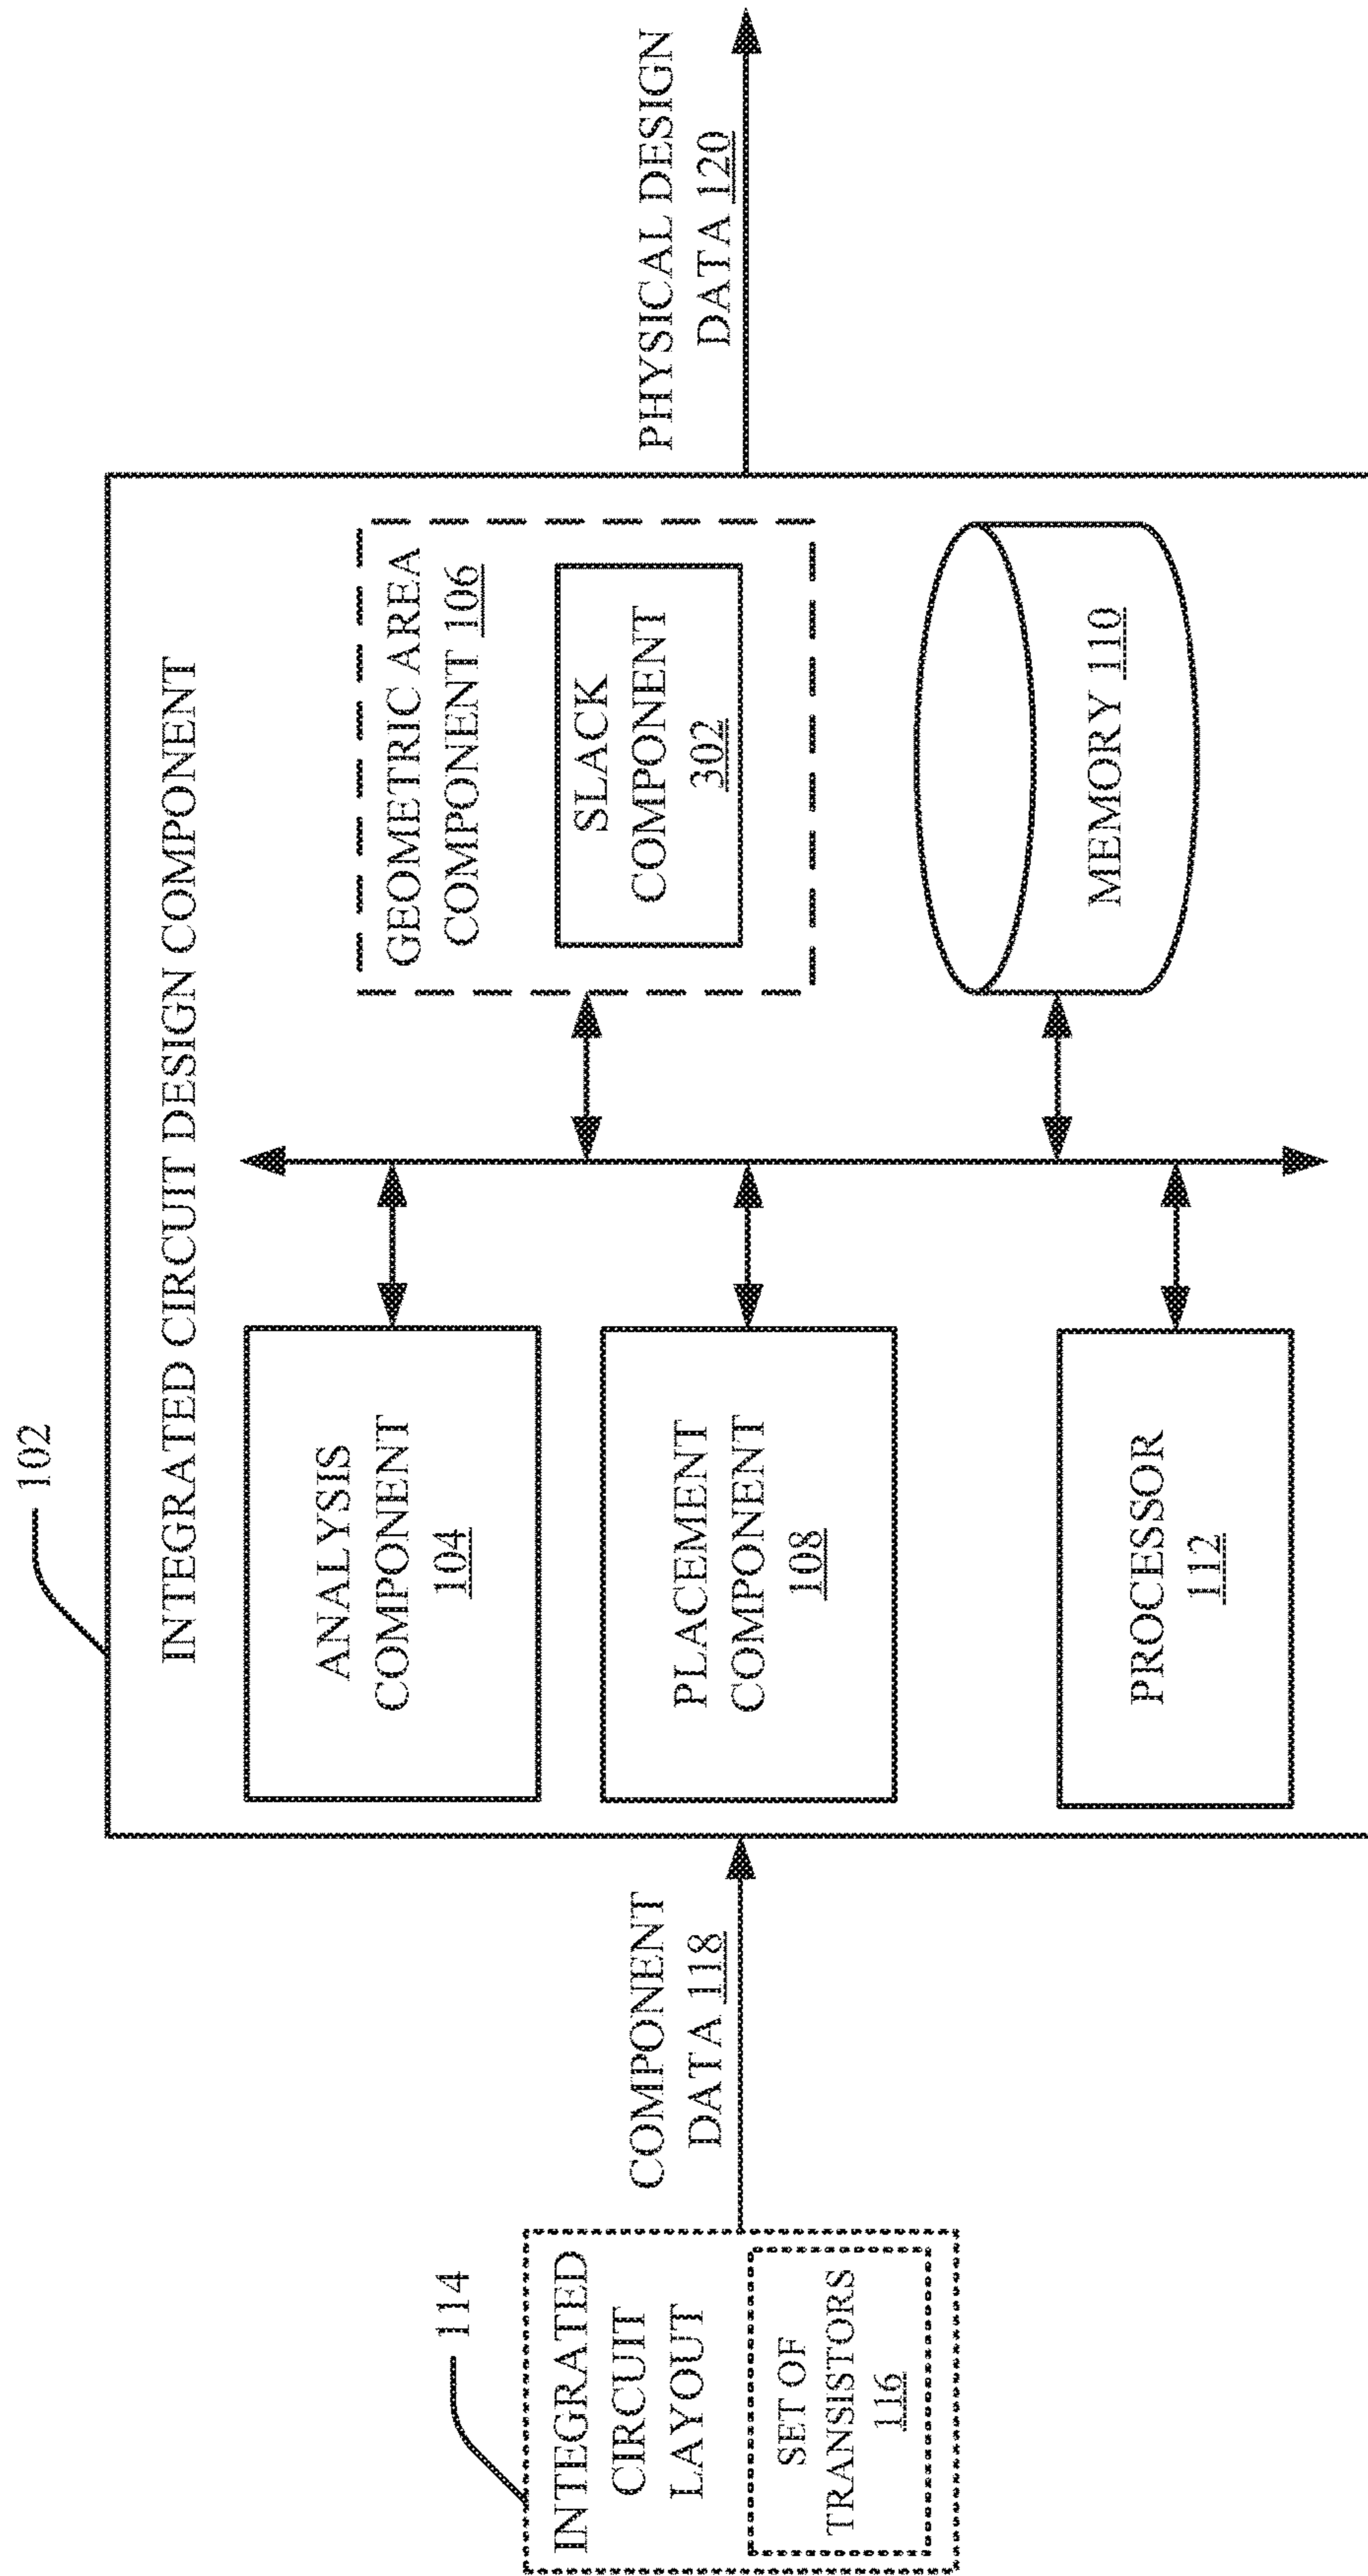 102
INTEGRATED CIRCUIT DESIGN COMPONENT
114
INTEGRATED
CIRCUIT
LAYOUT
SET OF
TRANSISTORS
116
COMPONENT
DATA 118
ANALYSIS
COMPONENT
104
PLACEMENT
COMPONENT
108
PROCESSOR
112
GEOMETRIC AREA
COMPONENT 106
SLACK
COMPONENT
302
MEMORY 110
PHYSICAL DESIGN
DATA 120